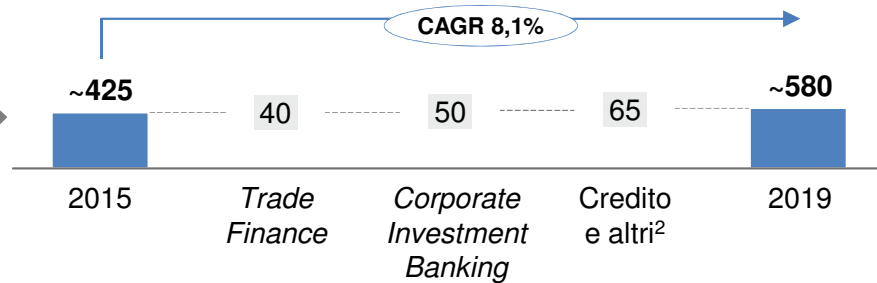 CAGR 8,1%
~425
40
50
65
~580
2015
Trade
Finance
Corporate
Investment
Banking
Credito
e altri²
2019